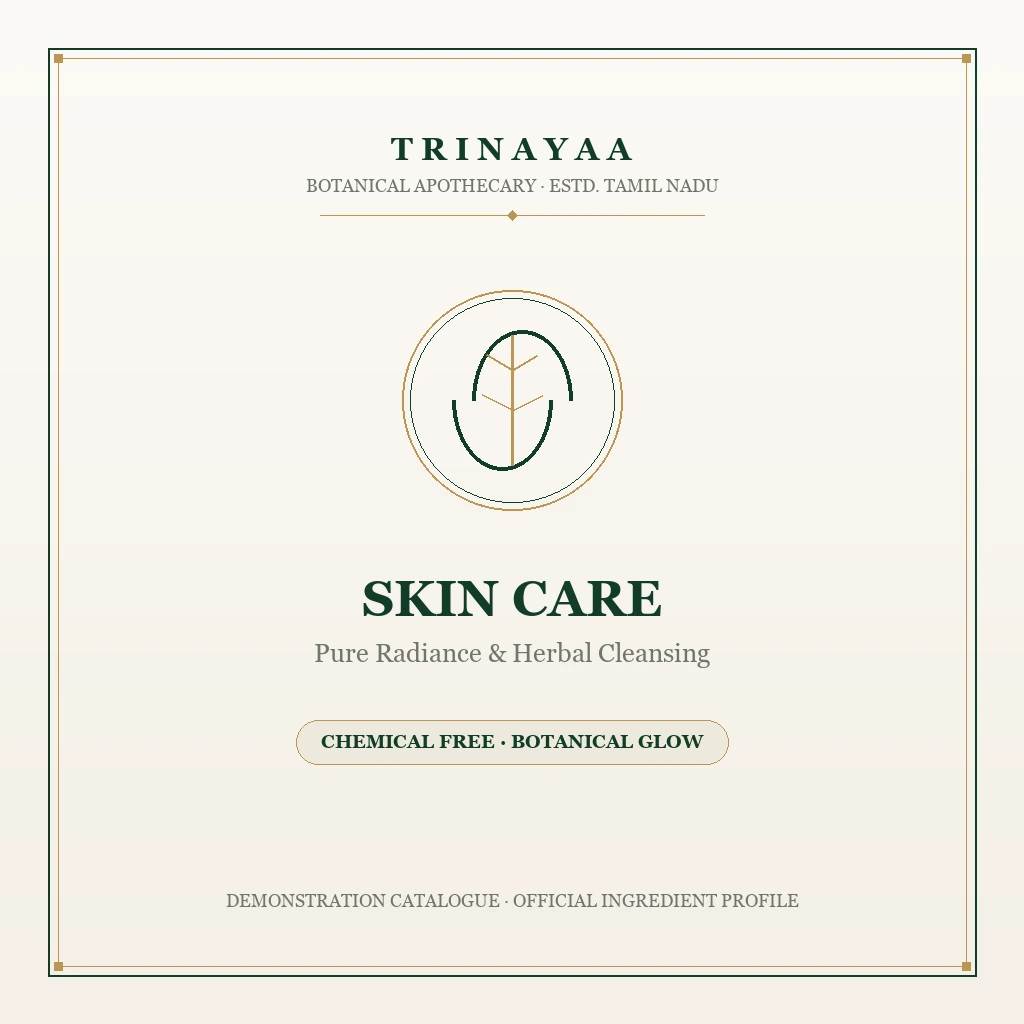 TRINAYAA
BOTANICAL APOTHECARY · ESTD. TAMIL NADU
SKIN CARE
Pure Radiance & Herbal Cleansing
CHEMICAL FREE · BOTANICAL GLOW
DEMONSTRATION CATALOGUE · OFFICIAL INGREDIENT PROFILE